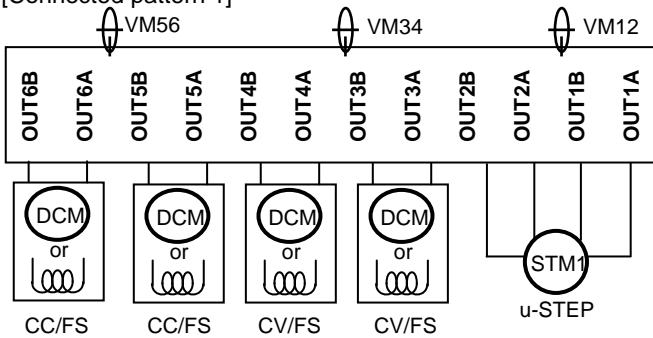 [Connected pattern 1]
VM56 VM34 VM12
OUT6B OUT6A OUT5B OUT5A OUT4B OUT4A OUT3B OUT3A OUT2B OUT2A OUT1B OUT1A
DCM DCM DCM DCM
or or or or
STM1
CC/FS CC/FS CV/FS CV/FS u-STEP